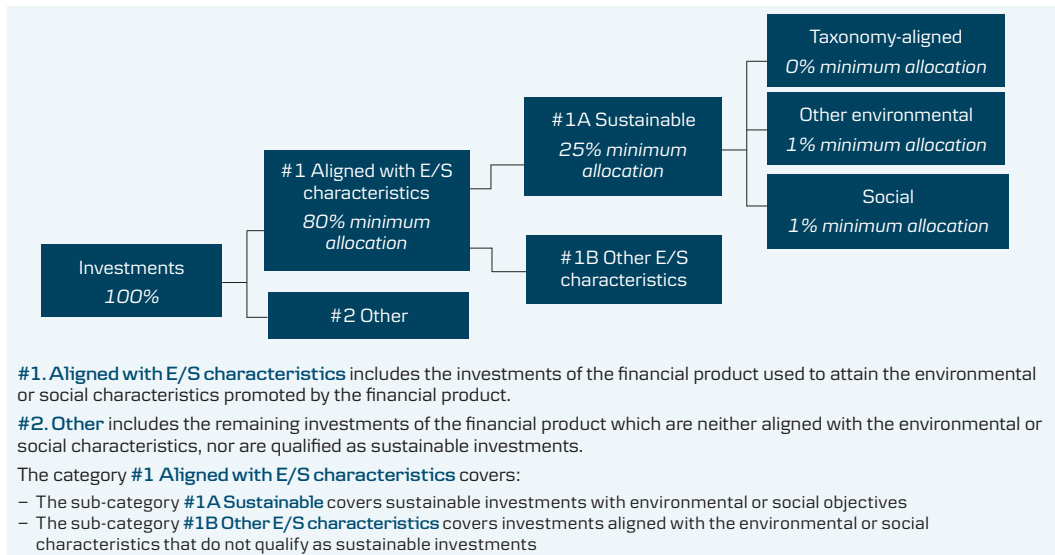 Taxonomy-aligned
0% minimum allocation
Other environmental
1% minimum allocation
Social
1% minimum allocation
#1A Sustainable
25% minimum
allocation
#1 Aligned with E/S
characteristics
80% minimum
allocation
#1B Other E/S
characteristics
Investments
100%
#2 Other
#1. Aligned with E/S characteristics includes the investments of the financial product used to attain the environmental
or social characteristics promoted by the financial product.
#2. Other includes the remaining investments of the financial product which are neither aligned with the environmental or
social characteristics, nor are qualified as sustainable investments.
The category #1 Aligned with E/S characteristics covers:
– The sub-category #1A Sustainable covers sustainable investments with environmental or social objectives
– The sub-category #1B Other E/S characteristics covers investments aligned with the environmental or social
characteristics that do not qualify as sustainable investments